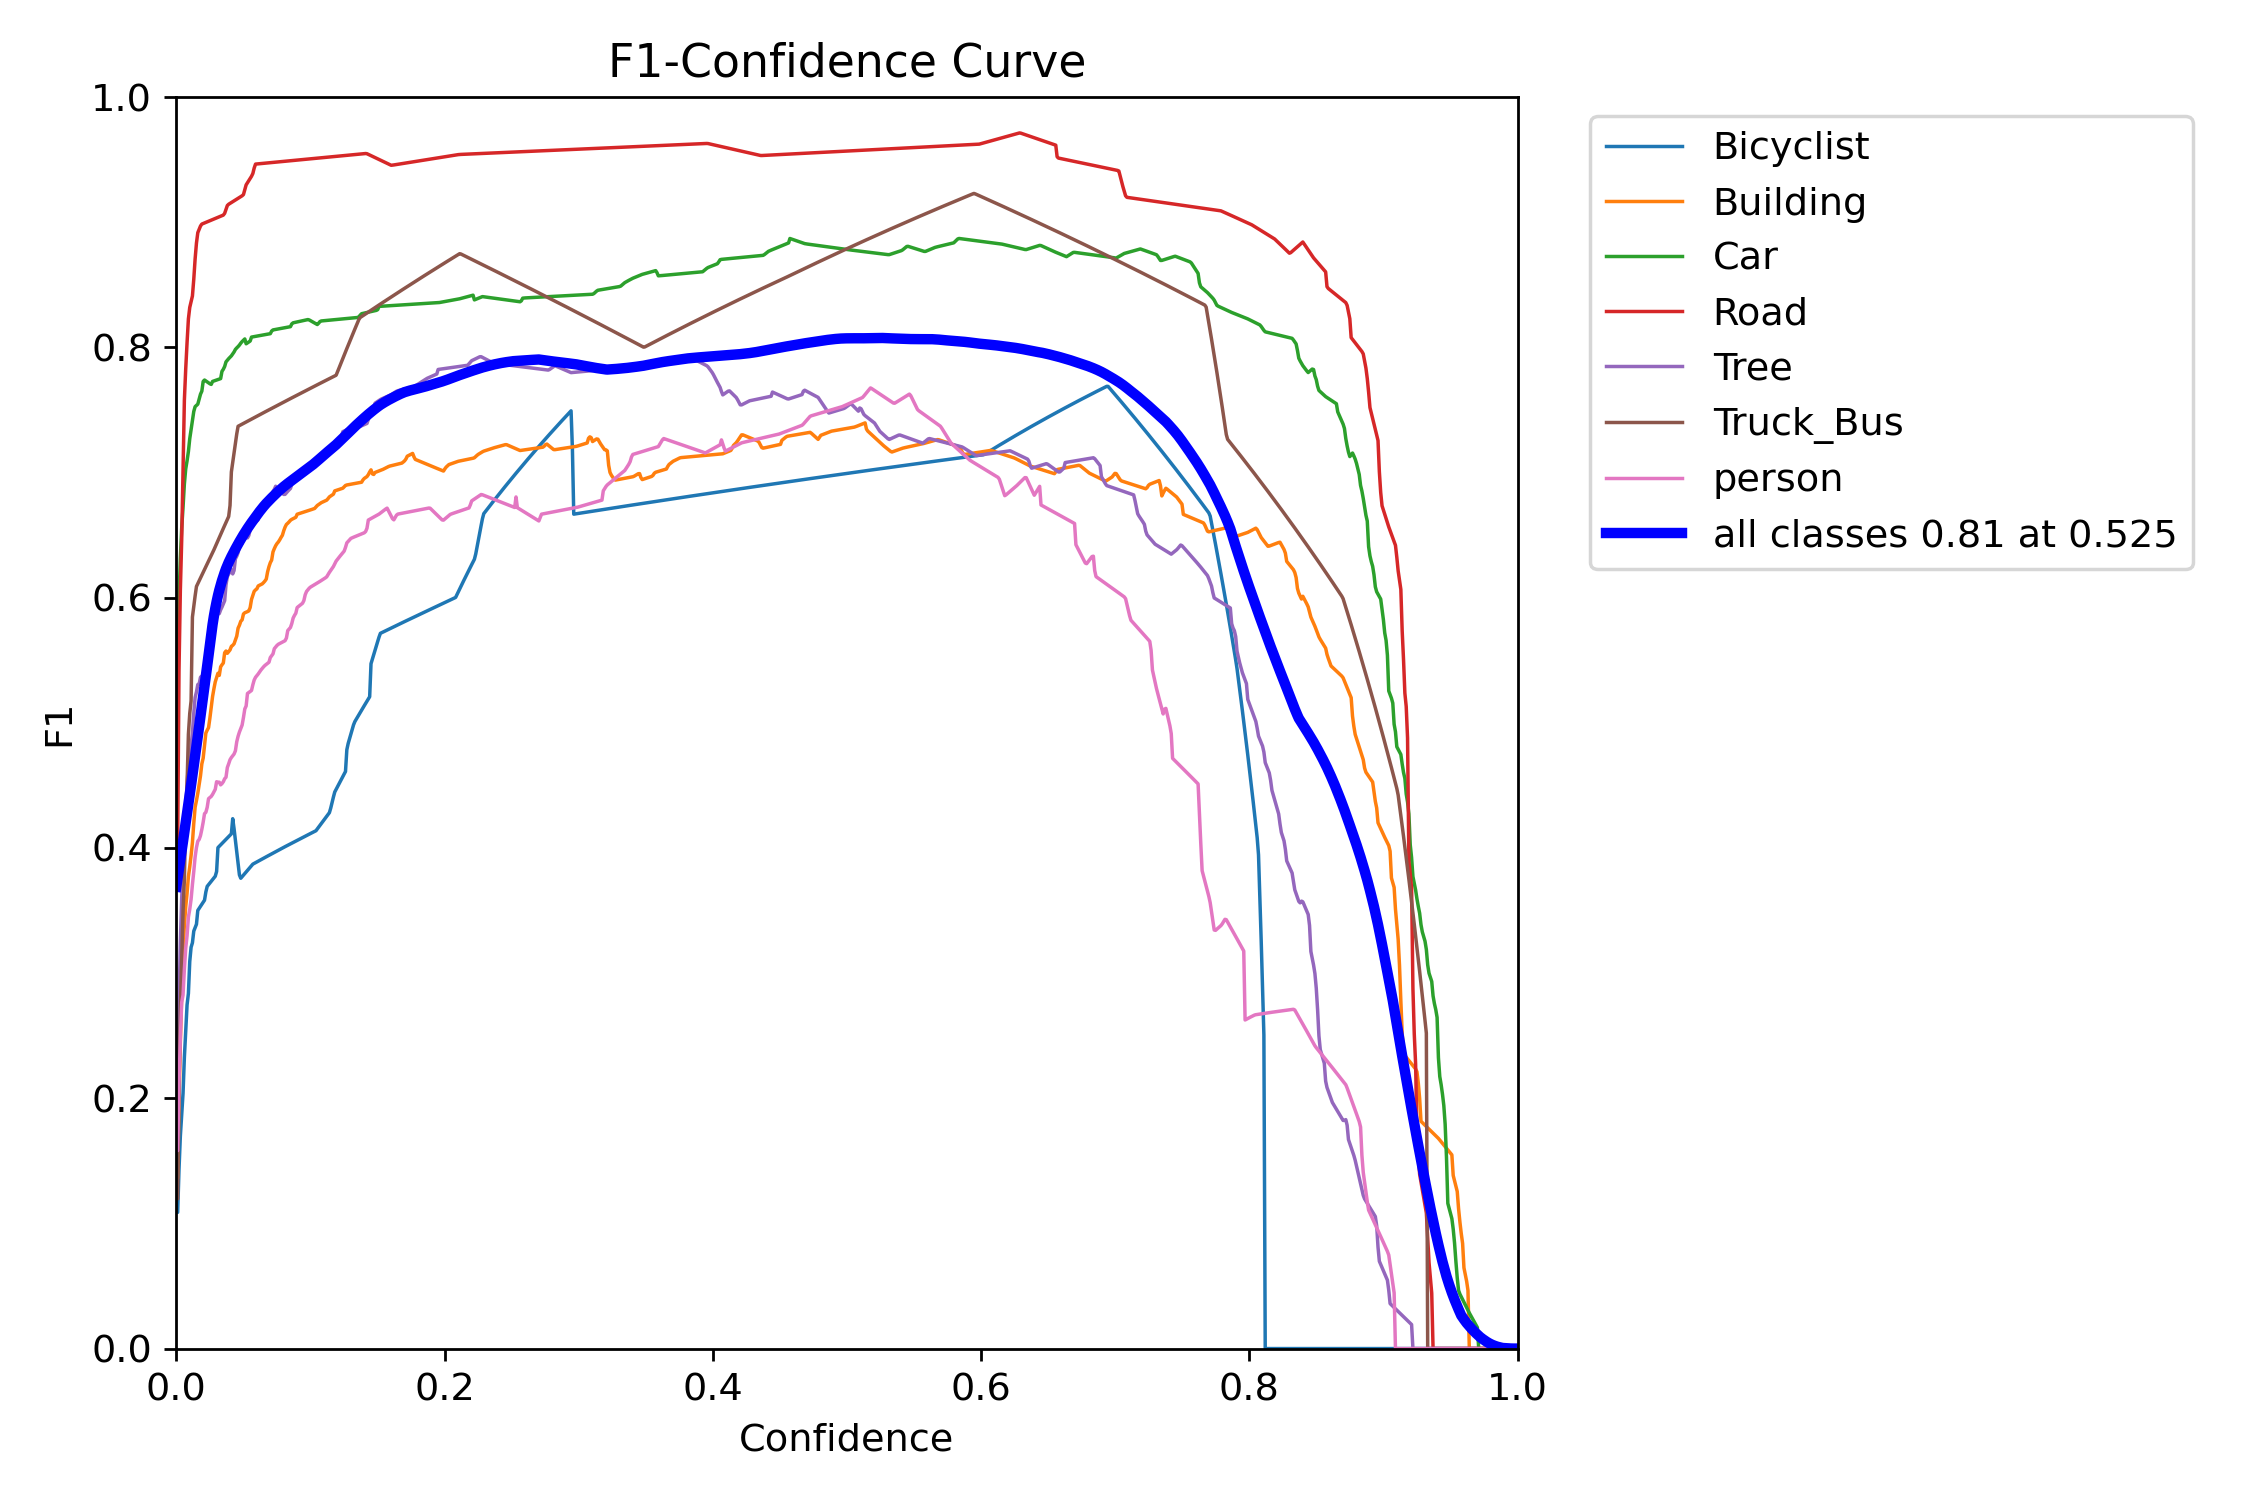 F1-Confidence Curve
1.0
0.8
0.6
0.4
0.2
0.0
F1
0.0 0.2 0.4 0.6 0.8 1.0
Confidence
Bicyclist
Building
Car
Road
Tree
Truck_Bus
person
all classes 0.81 at 0.525